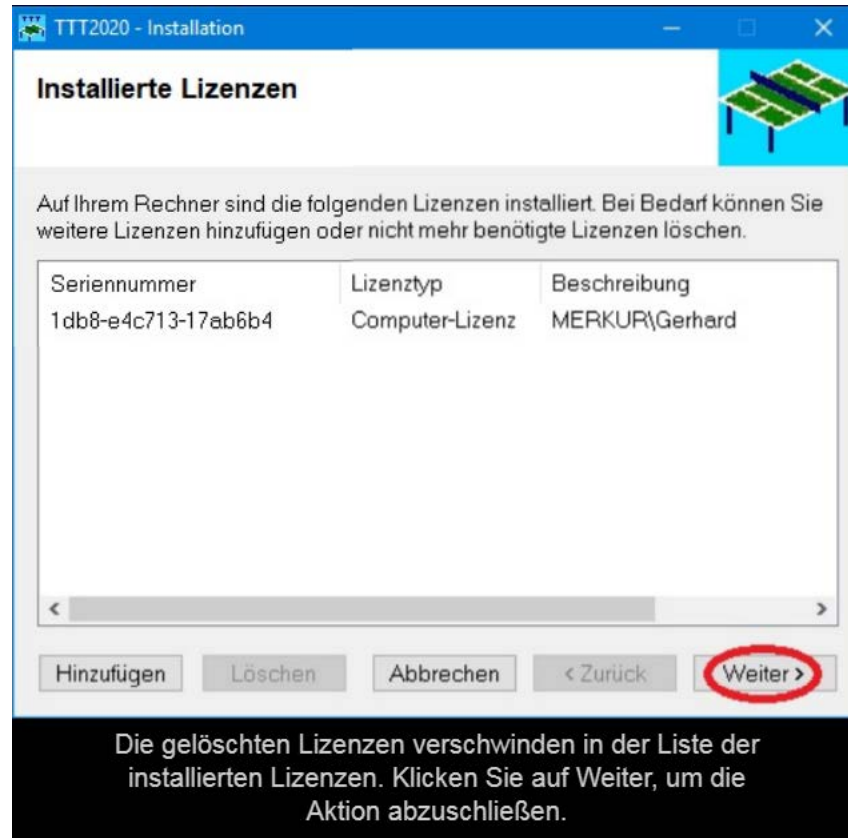 TTT2020 - Installation
Installierte Lizenzen
Auf Ihrem Rechner sind die folgenden Lizenzen installiert. Bei Bedarf können Sie
weitere Lizenzen hinzufügen oder nicht mehr benötigte Lizenzen löschen.
Seriennummer Lizenztyp Beschreibung
1db8-e4c713-17ab6b4 Computer-Lizenz MERKUR\Gerhard
Hinzufügen Löschen Abbrechen < Zurück Weiter >
Die gelöschten Lizenzen verschwinden in der Liste der
installierten Lizenzen. Klicken Sie auf Weiter, um die
Aktion abzuschließen.